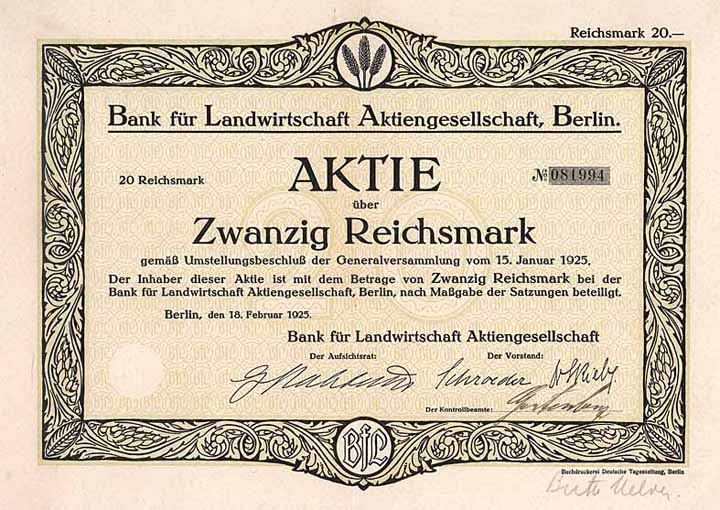 Reichsmark 20.—
Bank für Landwirtschaft Aktiengesellschaft, Berlin.
20 Reichsmark AKTIE № 081994
über
Zwanzig Reichsmark
gemäß Umstellungsbeschluß der Generalversammlung vom 15. Januar 1925.
Der Inhaber dieser Aktie ist mit dem Betrage von Zwanzig Reichsmark bei der
Bank für Landwirtschaft Aktiengesellschaft, Berlin, nach Maßgabe der Satzungen beteiligt.
Berlin, den 18. Februar 1925.
Bank für Landwirtschaft Aktiengesellschaft
Der Aufsichtsrat: Der Vorstand:
Schroeder
Der Kontrollbeamte:
BfL
Buchdruckerei Deutsche Tageszeitung, Berlin